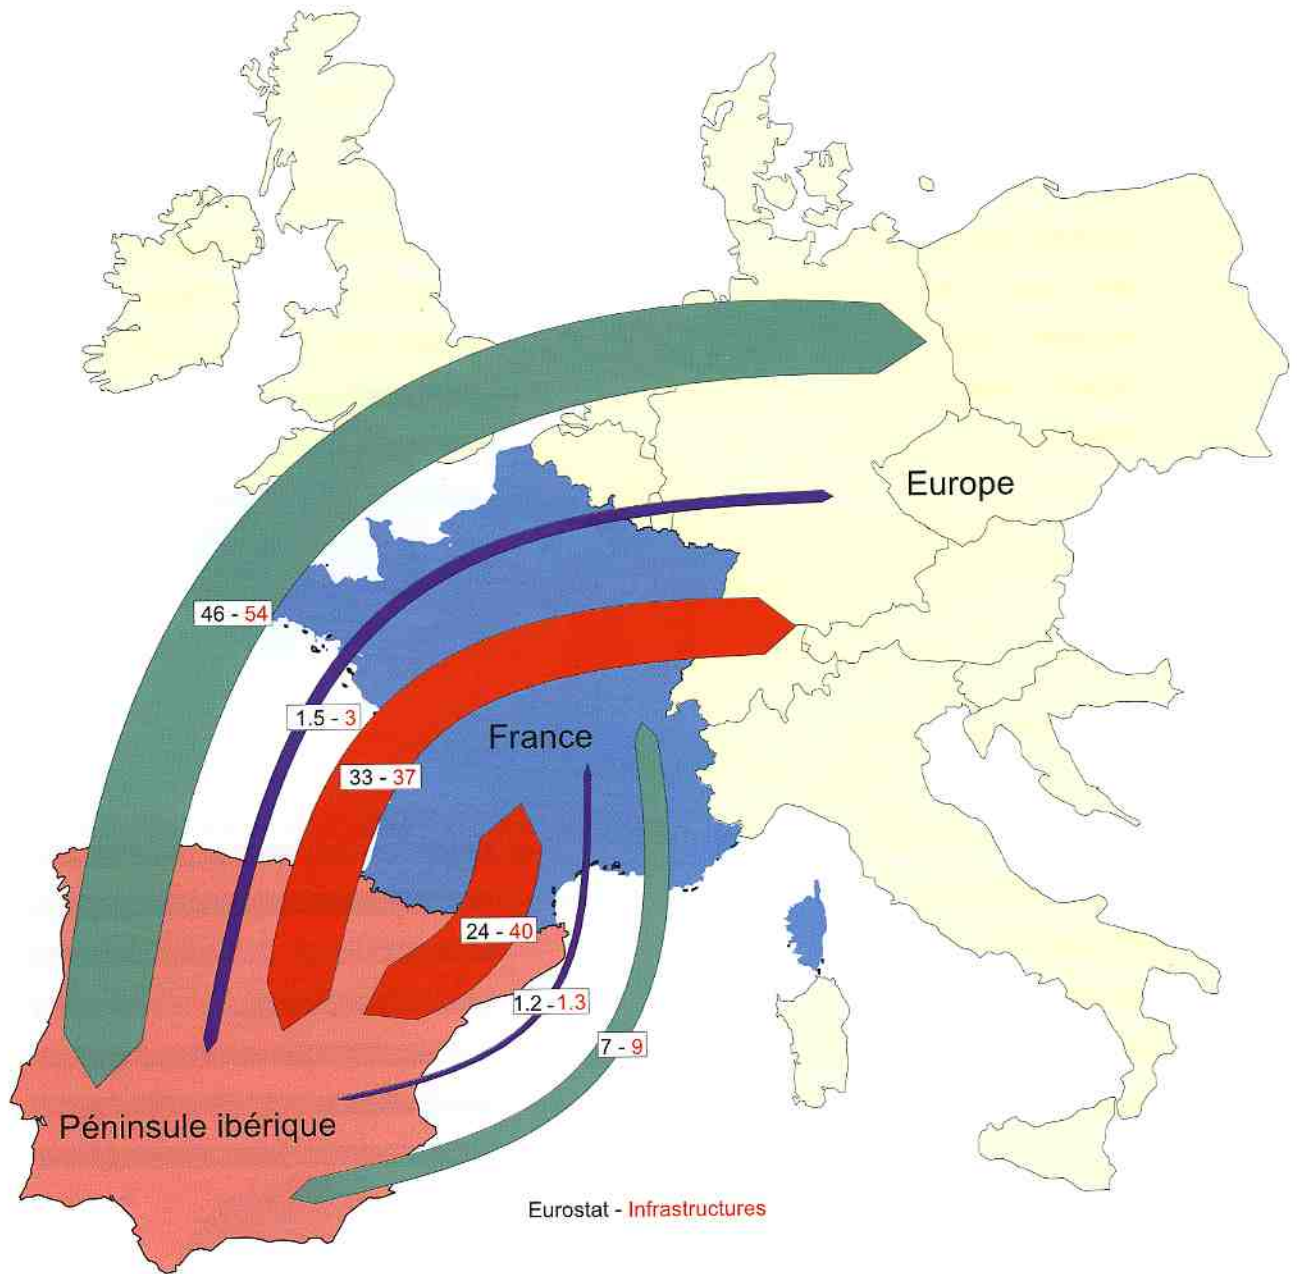 Europe
46 - 54
1.5 - 3
France
33 - 37
24 - 40
1.2 -1.3
7 - 9
Péninsule ibérique
Eurostat - Infrastructures